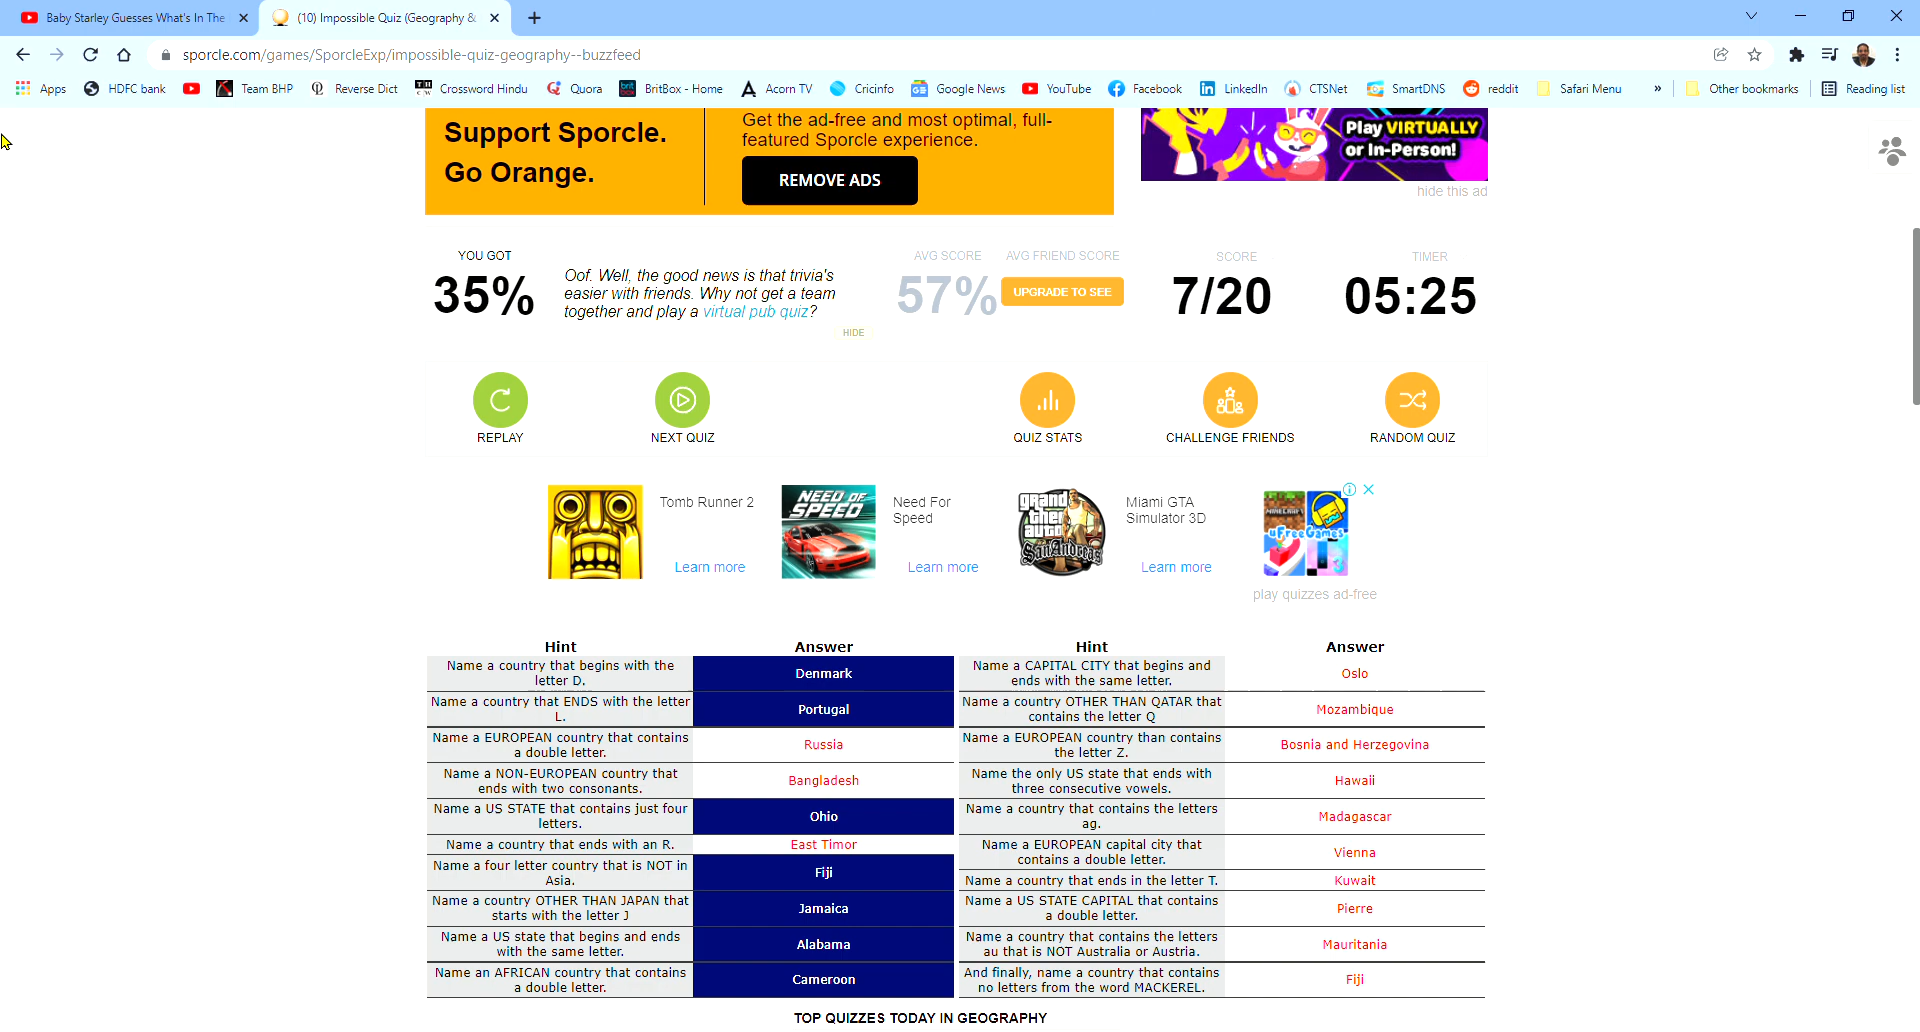 Baby Starley Guesses What's In The
(10) Impossible Quiz (Geography &
sporcle.com/games/SporcleExp/impossible-quiz-geography--buzzfeed
Apps
HDFC bank
Team BHP
Reverse Dict
Crossword Hindu
Quora
BritBox - Home
Acorn TV
Cricinfo
Google News
YouTube
Facebook
LinkedIn
CTSNet
SmartDNS
reddit
Safari Menu
»
Other bookmarks
Reading list
Support Sporcle.
Go Orange.
Get the ad-free and most optimal, full-
featured Sporcle experience.
REMOVE ADS
Play VIRTUALLY
or In-Person!
hide this ad
YOU GOT
35%
Oof. Well, the good news is that trivia's
easier with friends. Why not get a team
together and play a virtual pub quiz?
HIDE
AVG SCORE
57%
AVG FRIEND SCORE
UPGRADE TO SEE
SCORE
7/20
TIMER
05:25
REPLAY
NEXT QUIZ
QUIZ STATS
CHALLENGE FRIENDS
RANDOM QUIZ
Tomb Runner 2
Learn more
NEED OF
SPEED
Need For
Speed
Learn more
grand
theft
auto
SanAndreas
Miami GTA
Simulator 3D
Learn more
MINECRAFT
uFreeGames
play quizzes ad-free
Hint
Answer
Name a country that begins with the
letter D.
Denmark
Name a country that ENDS with the letter
L.
Portugal
Name a EUROPEAN country that contains
a double letter.
Russia
Name a NON-EUROPEAN country that
ends with two consonants.
Bangladesh
Name a US STATE that contains just four
letters.
Ohio
Name a country that ends with an R.
East Timor
Name a four letter country that is NOT in
Asia.
Fiji
Name a country OTHER THAN JAPAN that
starts with the letter J
Jamaica
Name a US state that begins and ends
with the same letter.
Alabama
Name an AFRICAN country that contains
a double letter.
Cameroon
Hint
Answer
Name a CAPITAL CITY that begins and
ends with the same letter.
Oslo
Name a country OTHER THAN QATAR that
contains the letter Q
Mozambique
Name a EUROPEAN country than contains
the letter Z.
Bosnia and Herzegovina
Name the only US state that ends with
three consecutive vowels.
Hawaii
Name a country that contains the letters
ag.
Madagascar
Name a EUROPEAN capital city that
contains a double letter.
Vienna
Name a country that ends in the letter T.
Kuwait
Name a US STATE CAPITAL that contains
a double letter.
Pierre
Name a country that contains the letters
au that is NOT Australia or Austria.
Mauritania
And finally, name a country that contains
no letters from the word MACKEREL.
Fiji
TOP QUIZZES TODAY IN GEOGRAPHY